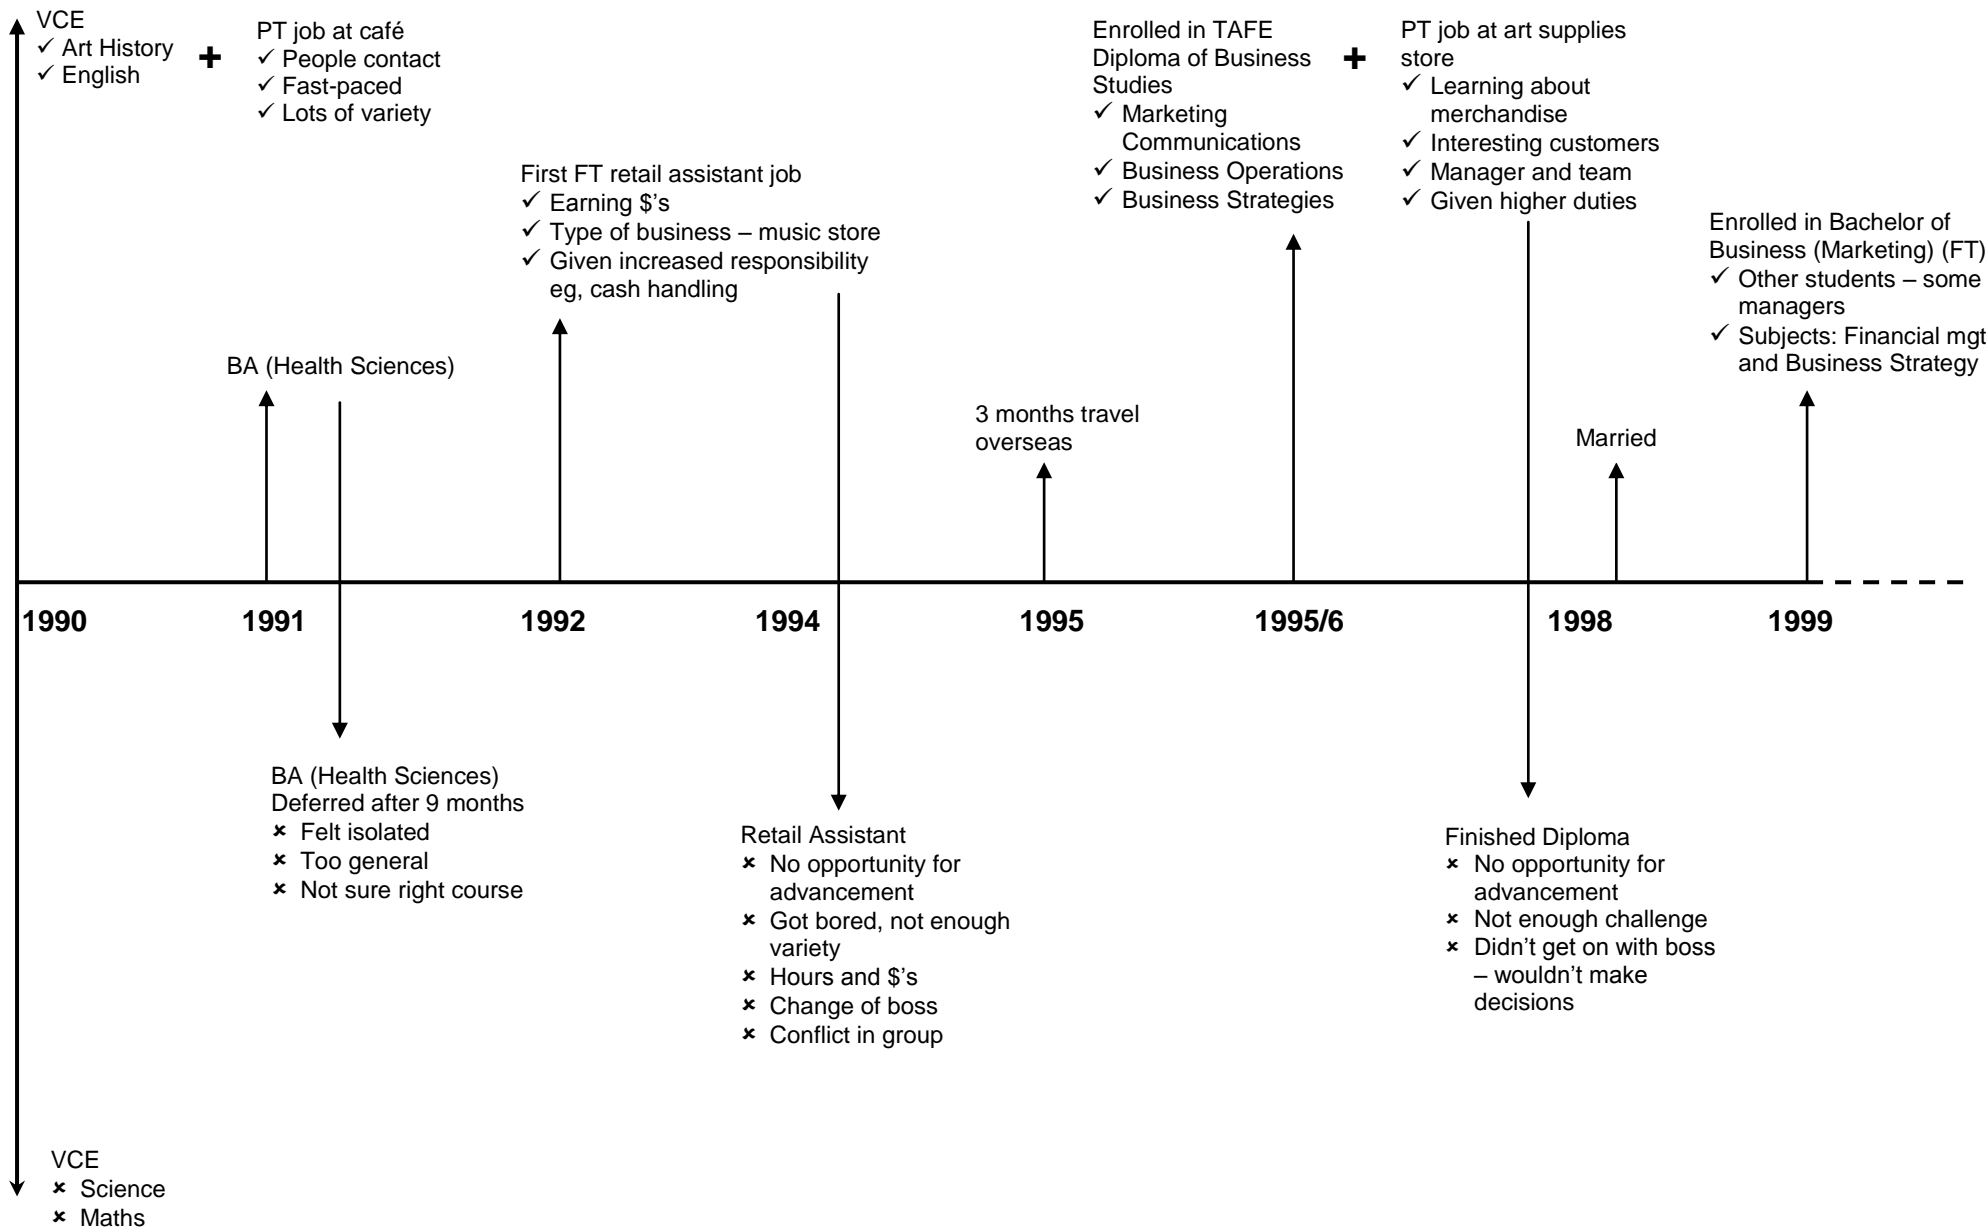 VCE
✓ Art History
✓ English
+
PT job at café
✓ People contact
✓ Fast-paced
✓ Lots of variety
BA (Health Sciences)
First FT retail assistant job
✓ Earning $'s
✓ Type of business – music store
✓ Given increased responsibility
eg, cash handling
3 months travel
overseas
Enrolled in TAFE
Diploma of Business
Studies
✓ Marketing
Communications
✓ Business Operations
✓ Business Strategies
+
PT job at art supplies
store
✓ Learning about
merchandise
✓ Interesting customers
✓ Manager and team
✓ Given higher duties
Married
Enrolled in Bachelor of
Business (Marketing) (FT)
✓ Other students – some
managers
✓ Subjects: Financial mgt
and Business Strategy
1990
1991
1992
1994
1995
1995/6
1998
1999
BA (Health Sciences)
Deferred after 9 months
× Felt isolated
× Too general
× Not sure right course
Retail Assistant
× No opportunity for
advancement
× Got bored, not enough
variety
× Hours and $'s
× Change of boss
× Conflict in group
Finished Diploma
× No opportunity for
advancement
× Not enough challenge
× Didn't get on with boss
– wouldn't make
decisions
VCE
× Science
× Maths